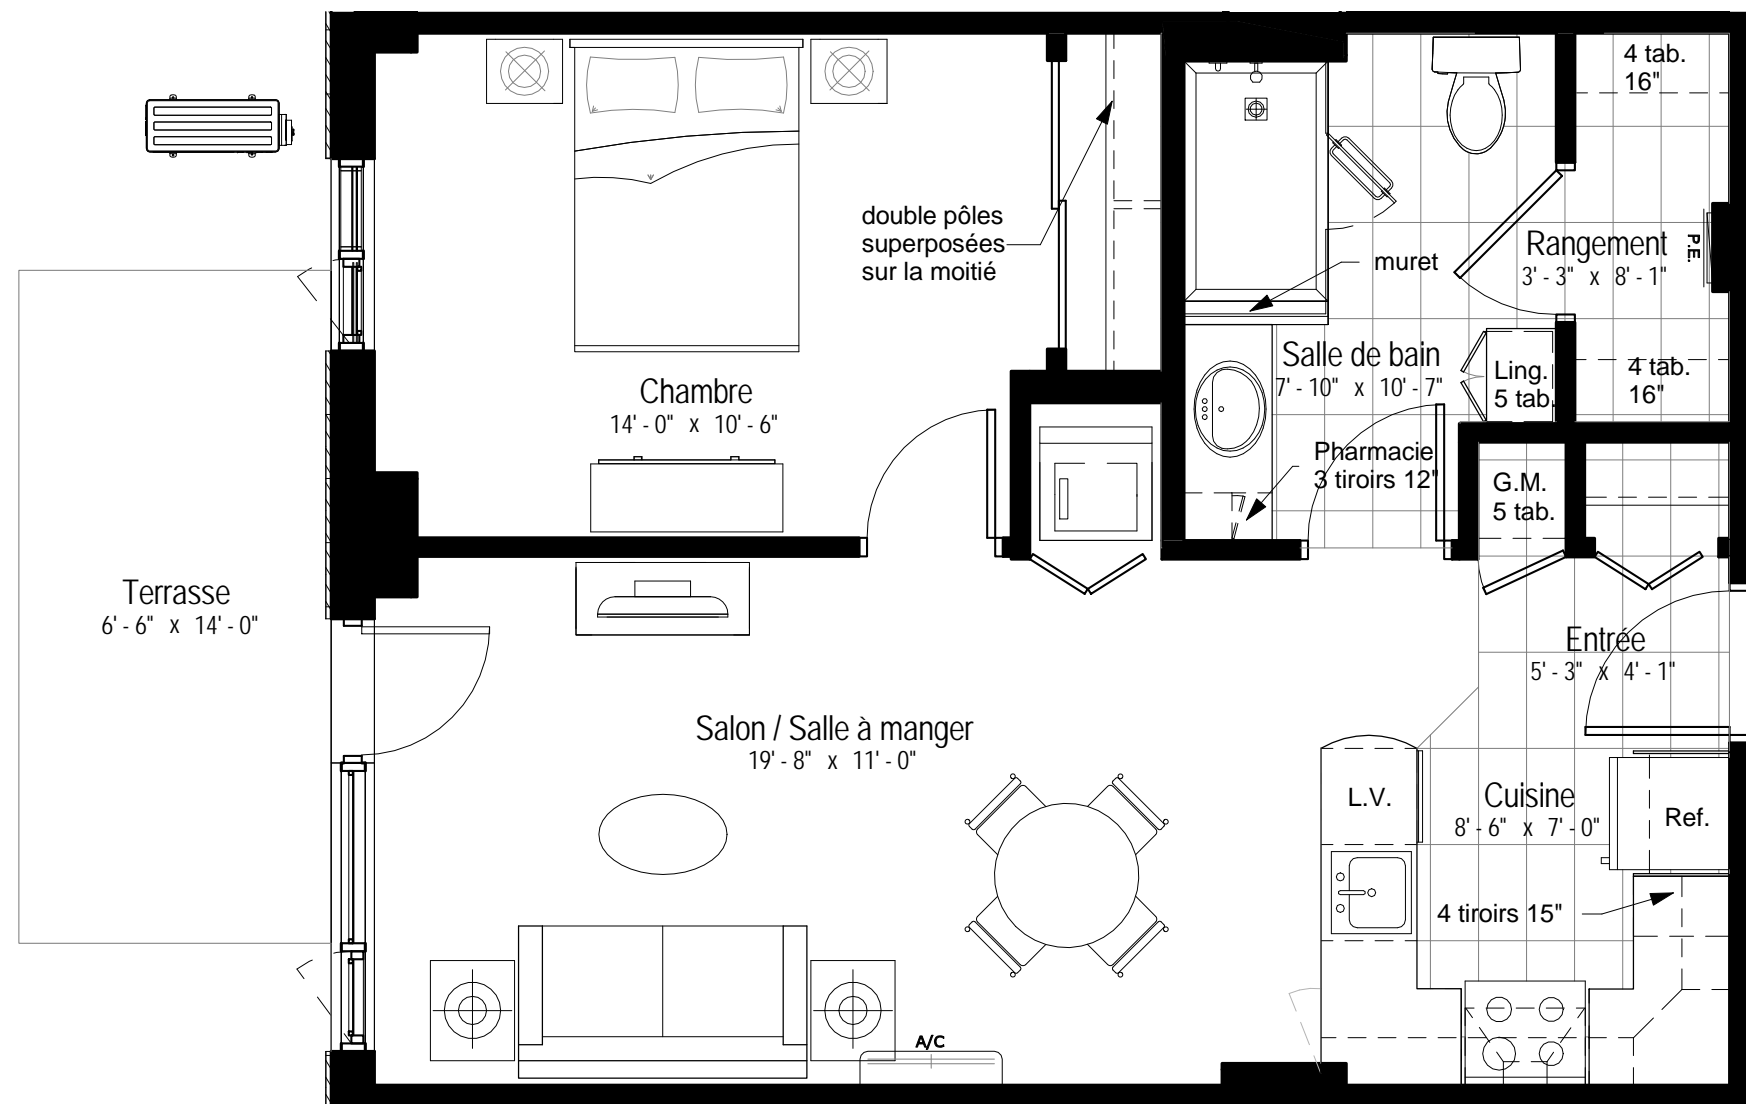 4 tab.
16"
double pôles
superposées
sur la moitié
muret
Rangement
3' - 3" x 8' - 1"
P.E.
Salle de bain
7' - 10" x 10' - 7"
Ling.
5 tab.
4 tab.
16"
Chambre
14' - 0" x 10' - 6"
Pharmacie
3 tiroirs 12"
G.M.
5 tab.
Terrasse
6' - 6" x 14' - 0"
Entrée
5' - 3" x 4' - 1"
Salon / Salle à manger
19' - 8" x 11' - 0"
L.V.
Cuisine
8' - 6" x 7' - 0"
Ref.
4 tiroirs 15"
A/C